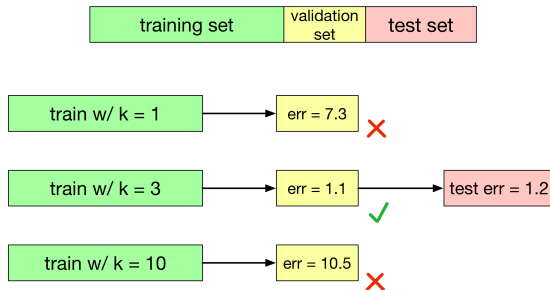 training set
validation
set
test set
train w/ k = 1
err = 7.3
train w/ k = 3
err = 1.1
test err = 1.2
train w/ k = 10
err = 10.5